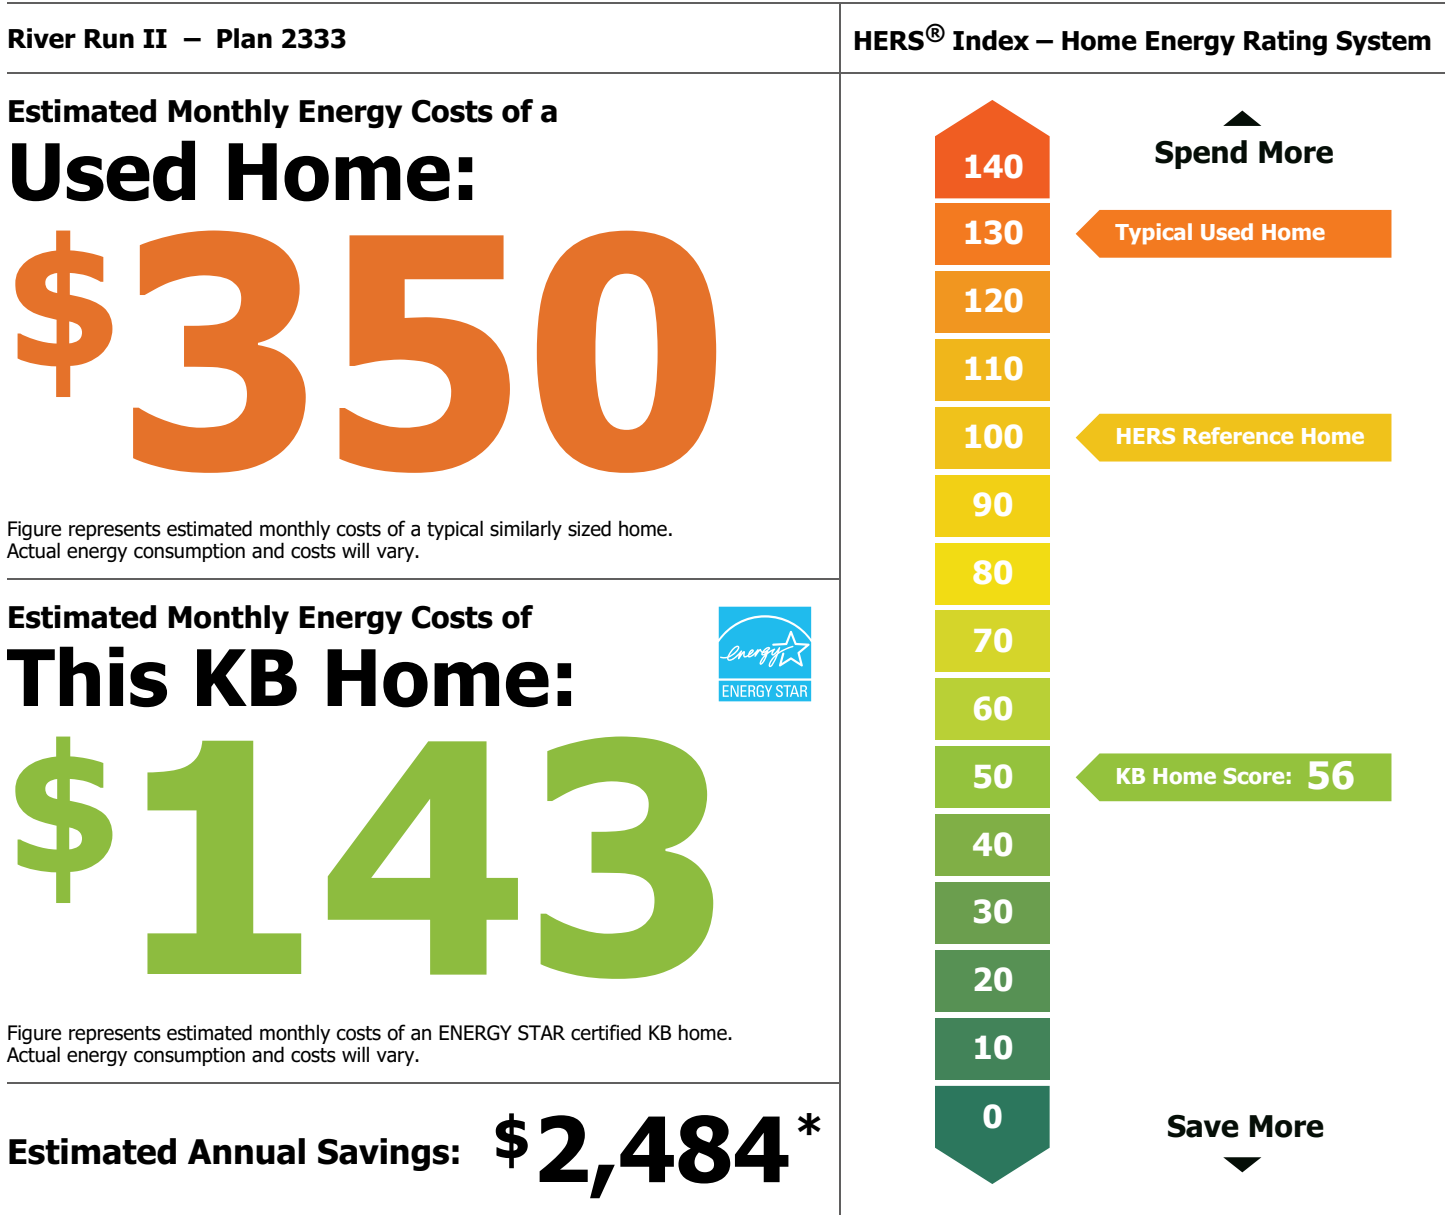 River Run II – Plan 2333
Estimated Monthly Energy Costs of a
Used Home:
$350
Figure represents estimated monthly costs of a typical similarly sized home.
Actual energy consumption and costs will vary.
Estimated Monthly Energy Costs of
This KB Home:
energy
ENERGY STAR
$143
Figure represents estimated monthly costs of an ENERGY STAR certified KB home.
Actual energy consumption and costs will vary.
Estimated Annual Savings: $2,484*
HERS® Index – Home Energy Rating System
Spend More
140
130 Typical Used Home
120
110
100 HERS Reference Home
90
80
70
60
50 KB Home Score: 56
40
30
20
10
0
Save More